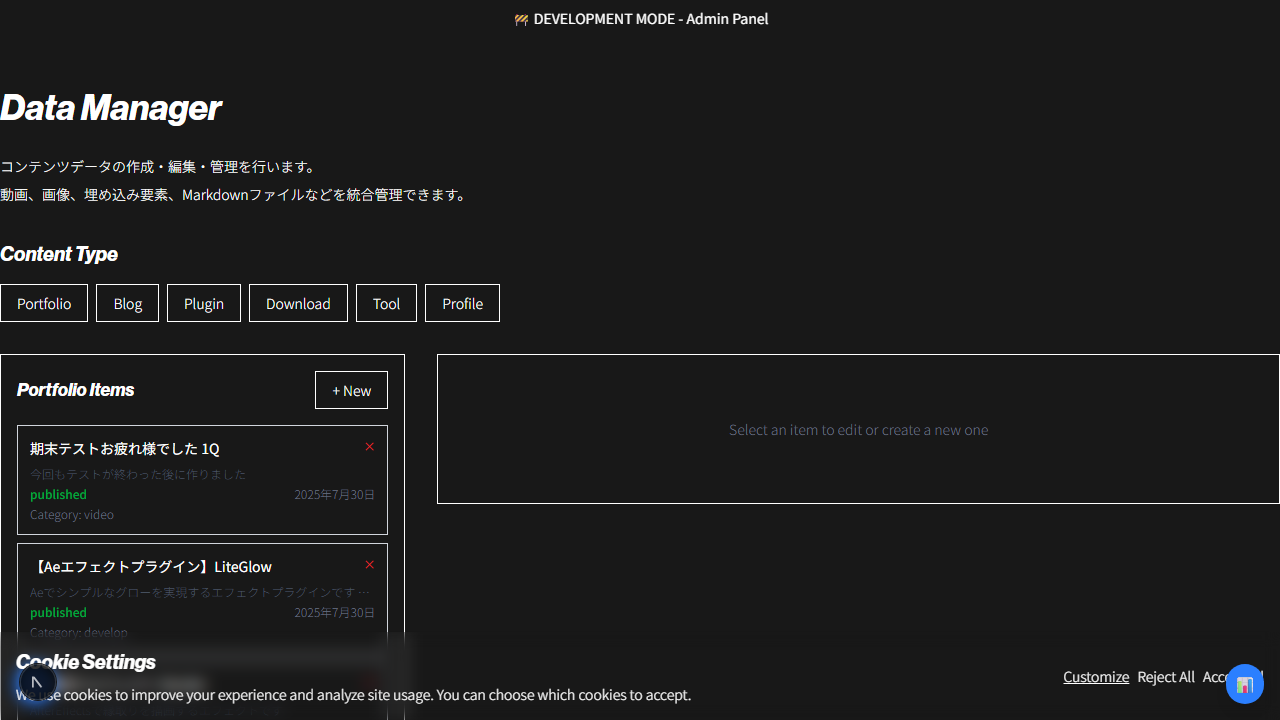 🚧 DEVELOPMENT MODE - Admin Panel
Data Manager
コンテンツデータの作成・編集・管理を行います。
動画、画像、埋め込み要素、Markdownファイルなどを統合管理できます。
Content Type
Portfolio Blog Plugin Download Tool Profile
Portfolio Items
+ New
期末テストお疲れ様でした 1Q
×
今回もテストが終わった後に作りました
published 2025年7月30日
Category: video
【Aeエフェクトプラグイン】LiteGlow
×
Aeでシンプルなグローを実現するエフェクトプラグインです…
published 2025年7月30日
Category: develop
Select an item to edit or create a new one
Cookie Settings
We use cookies to improve your experience and analyze site usage. You can choose which cookies to accept.
Customize Reject All